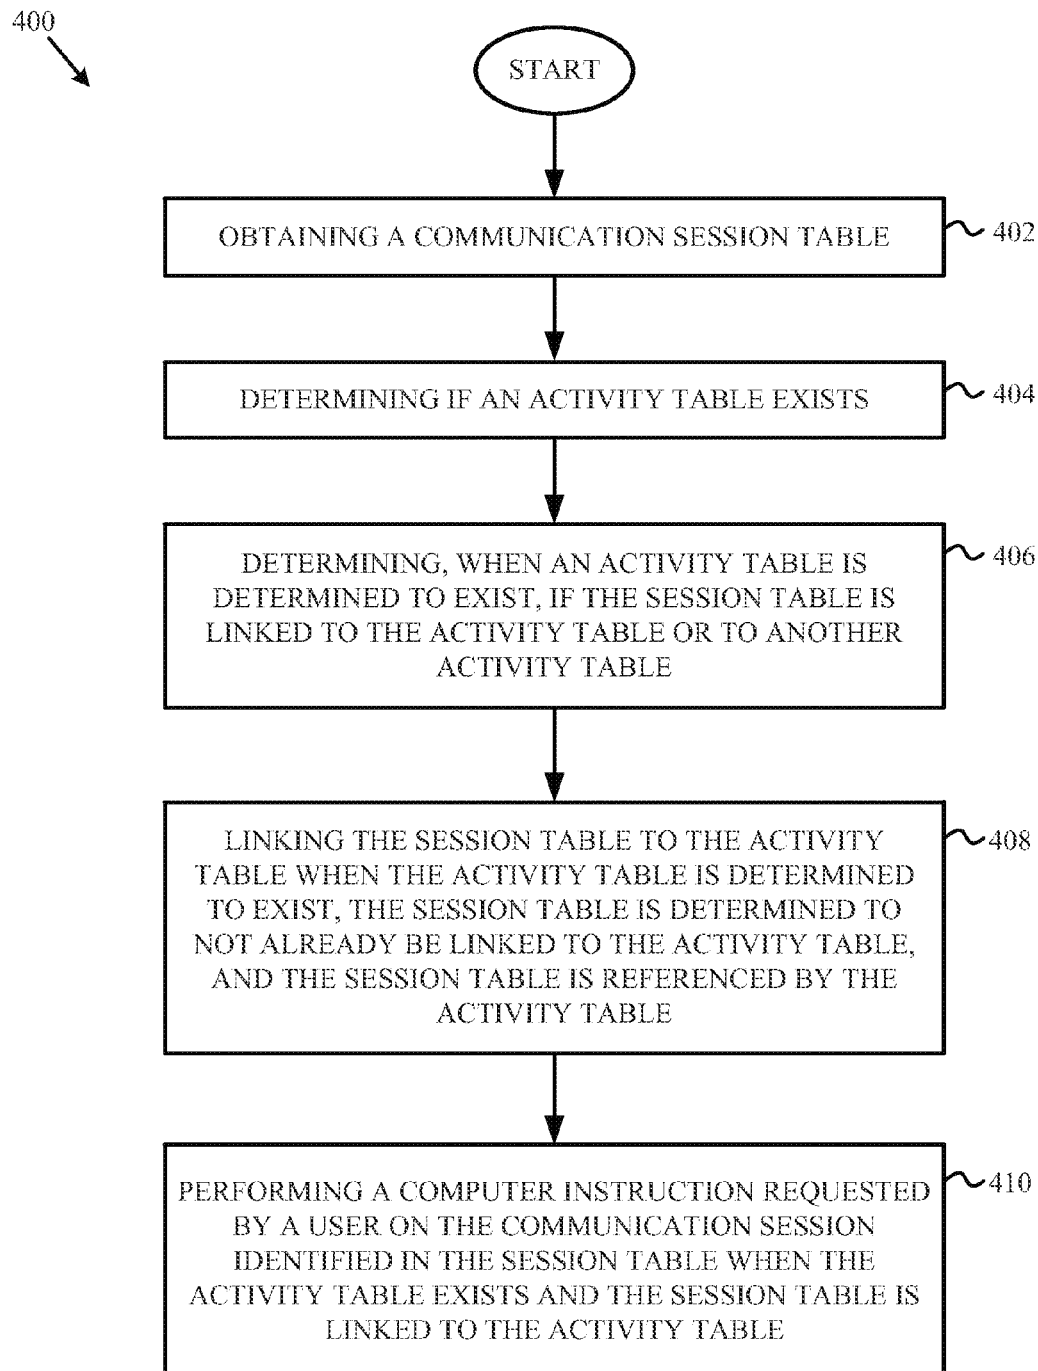 400
START
OBTAINING A COMMUNICATION SESSION TABLE
402
DETERMINING IF AN ACTIVITY TABLE EXISTS
404
DETERMINING, WHEN AN ACTIVITY TABLE IS
DETERMINED TO EXIST, IF THE SESSION TABLE IS
LINKED TO THE ACTIVITY TABLE OR TO ANOTHER
ACTIVITY TABLE
406
LINKING THE SESSION TABLE TO THE ACTIVITY
TABLE WHEN THE ACTIVITY TABLE IS DETERMINED
TO EXIST, THE SESSION TABLE IS DETERMINED TO
NOT ALREADY BE LINKED TO THE ACTIVITY TABLE,
AND THE SESSION TABLE IS REFERENCED BY THE
ACTIVITY TABLE
408
PERFORMING A COMPUTER INSTRUCTION REQUESTED
BY A USER ON THE COMMUNICATION SESSION
IDENTIFIED IN THE SESSION TABLE WHEN THE
ACTIVITY TABLE EXISTS AND THE SESSION TABLE IS
LINKED TO THE ACTIVITY TABLE
410